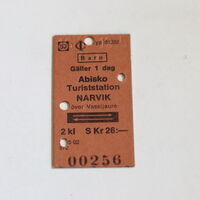 Barn
Gäller 1 dag
Abisko
Turiststation
NARVIK
över Vassijaure
2 kl S Kr 26:—
00256